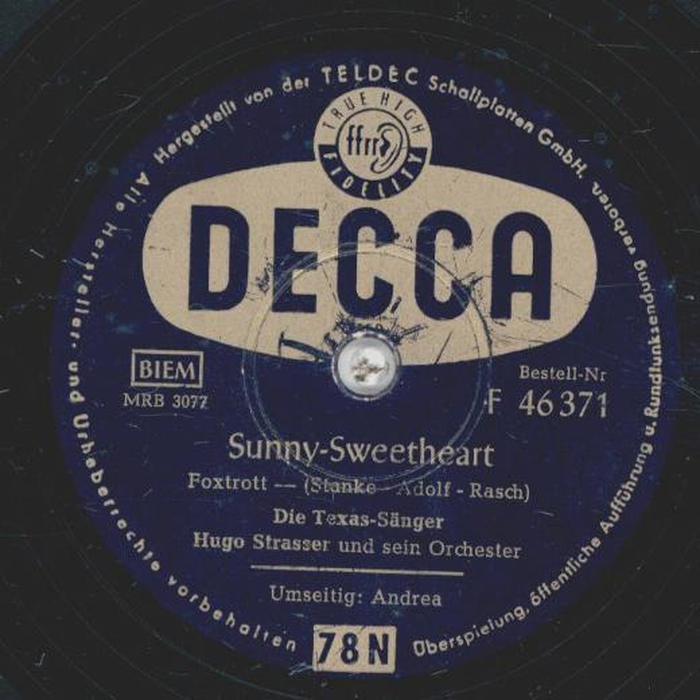 Hergestellt von der TELDEC Schallplatten GmbH.
Alle Hersteller- und Urheberrechte vorbehalten
Überspielung, öffentliche Aufführung u. Rundfunksendung verboten.
TRUE HIGH
ffrr
FIDELITY
DECCA
BIEM
MRB 3077
Bestell-Nr
F 46371
Sunny-Sweetheart
Foxtrott — (Stanke - Adolf - Rasch)
Die Texas-Sänger
Hugo Strasser und sein Orchester
Umseitig: Andrea
78 N